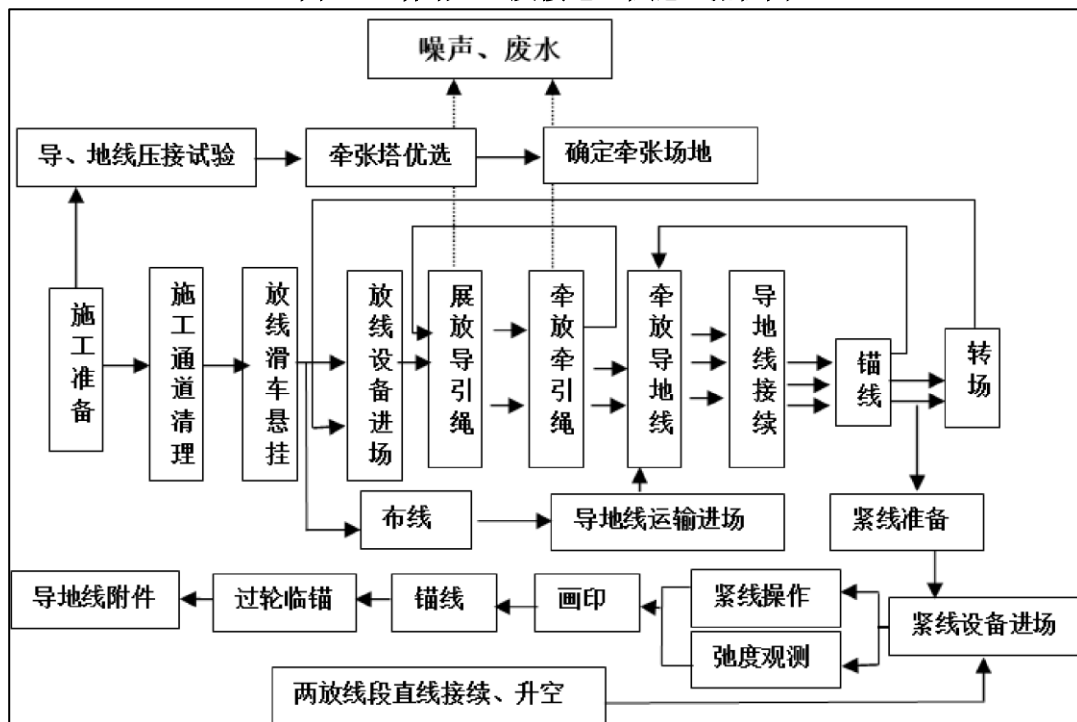 噪声、废水
导、地线压接试验
牵张塔优选
确定牵张场地
施工准备
施工通道清理
放线滑车悬挂
放线设备进场
展放导引绳
牵放牵引绳
牵放导地线
导地线接续
锚线
转场
布线
导地线运输进场
紧线准备
导地线附件
过轮临锚
锚线
画印
紧线操作
弛度观测
紧线设备进场
两放线段直线接续、升空